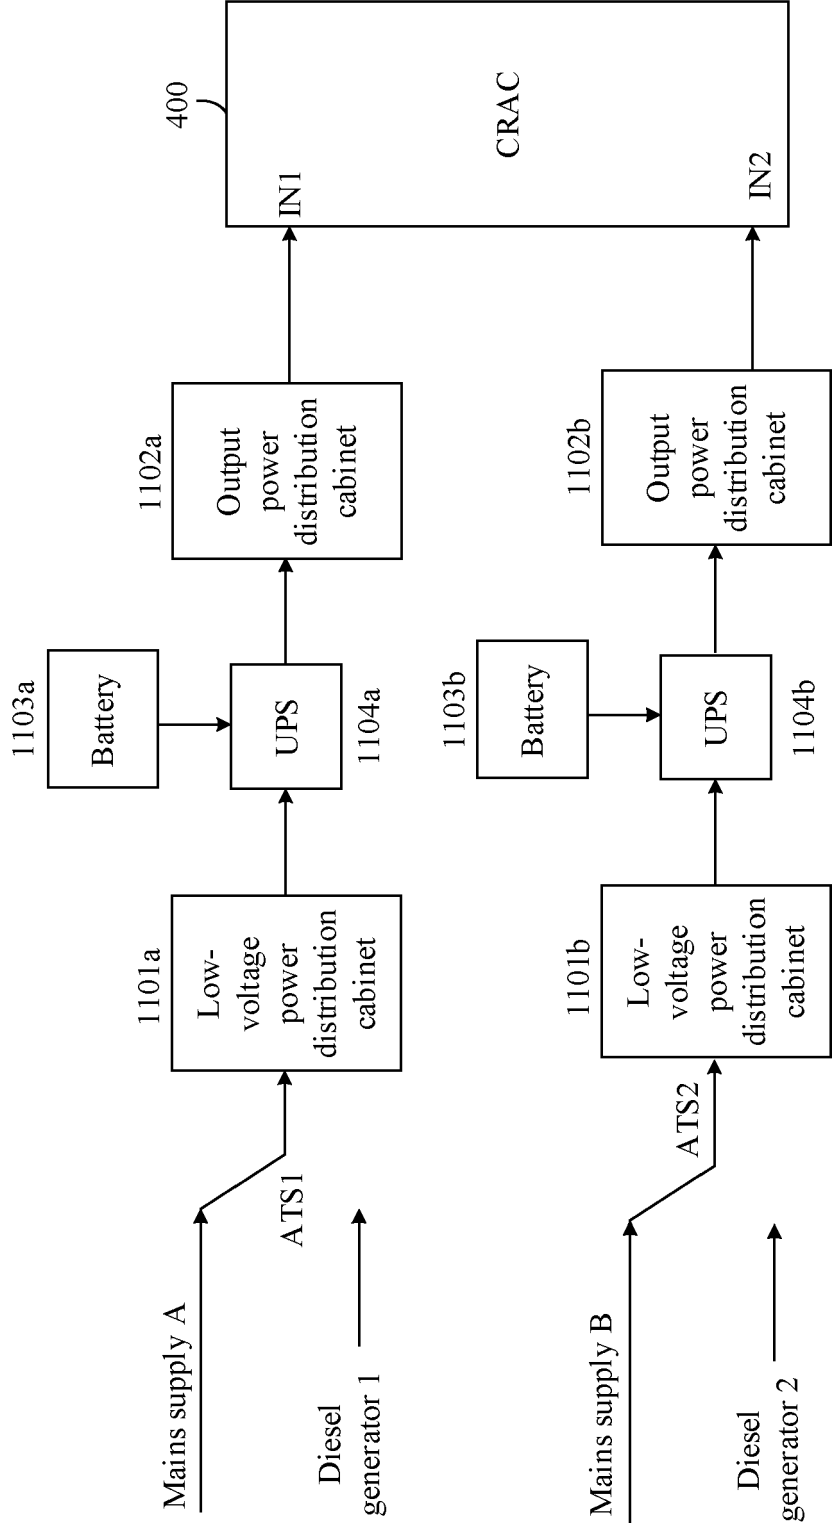 Mains supply A
Diesel
generator 1
ATS1
1101a
Low-
voltage
power
distribution
cabinet
1103a
Battery
UPS
1104a
1102a
Output
power
distribution
cabinet
400
IN1
CRAC
IN2
Mains supply B
Diesel
generator 2
ATS2
1101b
Low-
voltage
power
distribution
cabinet
1103b
Battery
UPS
1104b
1102b
Output
power
distribution
cabinet